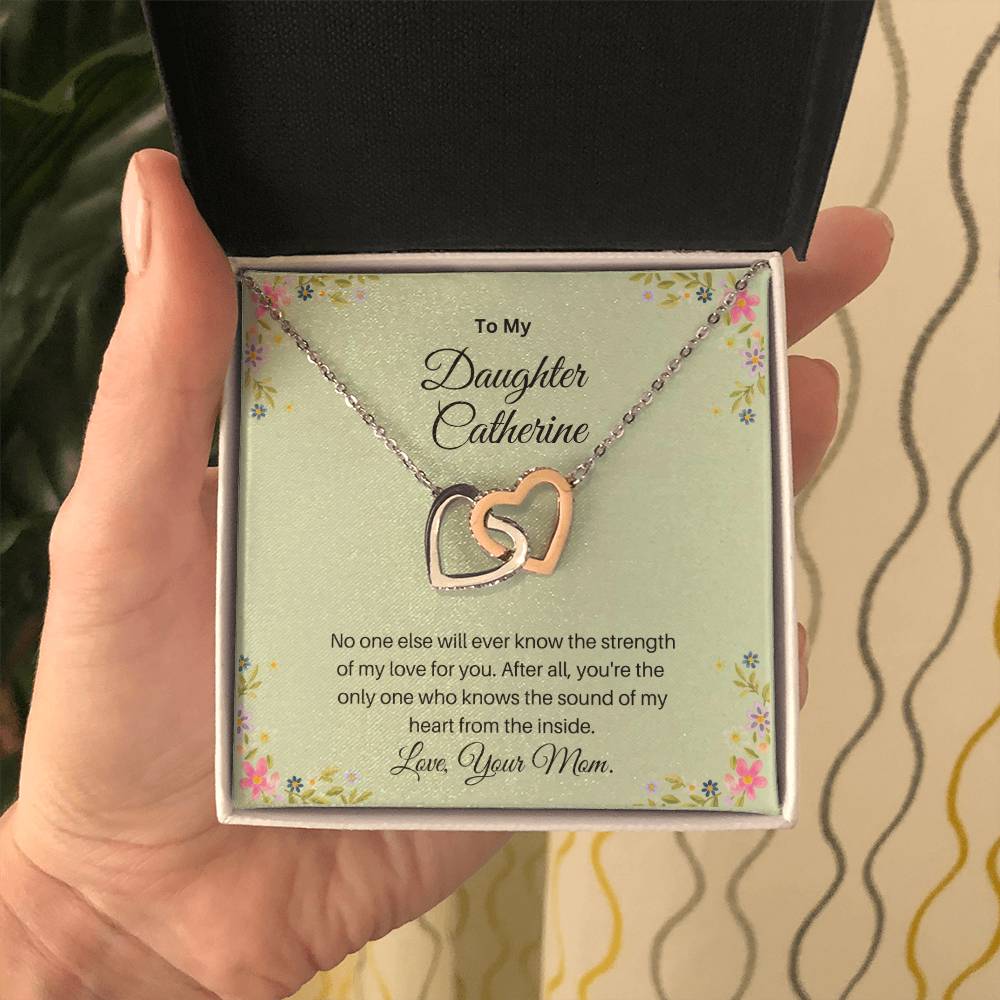 To My
Daughter
Catherine
No one else will ever know the strength
of my love for you. After all, you're the
only one who knows the sound of my
heart from the inside.
Love, Your Mom.